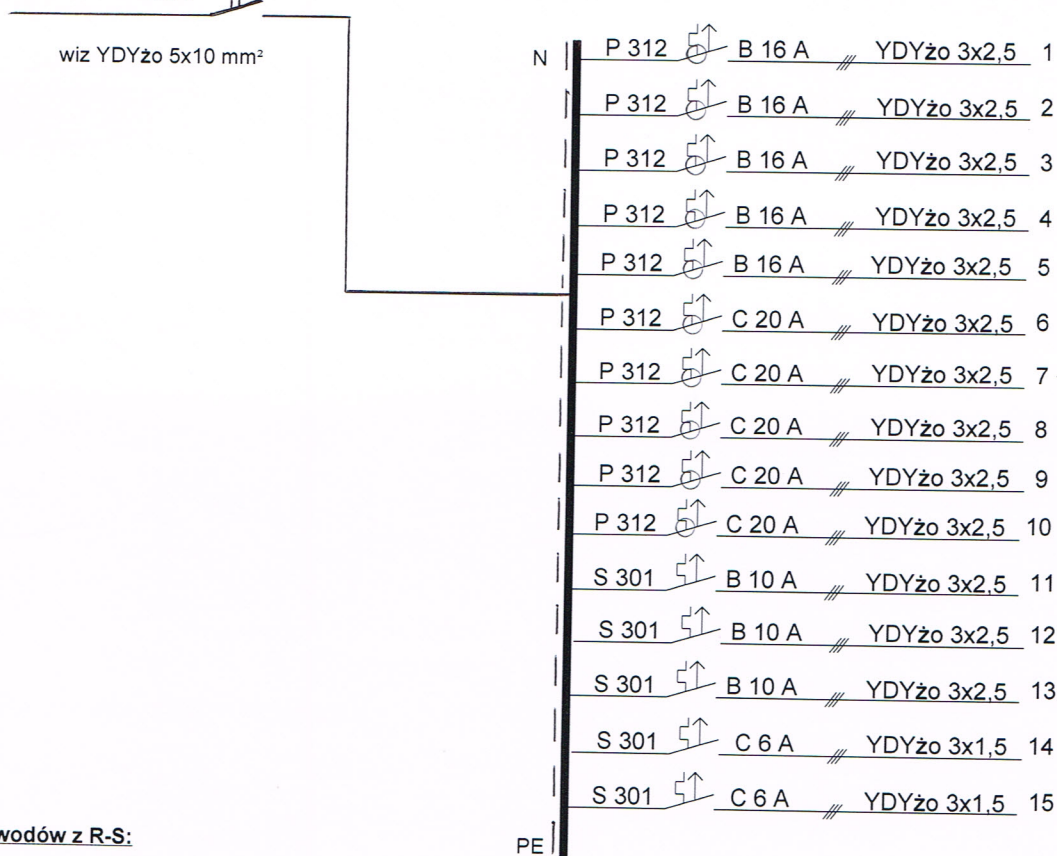 wiz YDYżo 5x10 mm²
N
P 312 B 16 A YDYżo 3x2,5 1
P 312 B 16 A YDYżo 3x2,5 2
P 312 B 16 A YDYżo 3x2,5 3
P 312 B 16 A YDYżo 3x2,5 4
P 312 B 16 A YDYżo 3x2,5 5
P 312 C 20 A YDYżo 3x2,5 6
P 312 C 20 A YDYżo 3x2,5 7
P 312 C 20 A YDYżo 3x2,5 8
P 312 C 20 A YDYżo 3x2,5 9
P 312 C 20 A YDYżo 3x2,5 10
S 301 B 10 A YDYżo 3x2,5 11
S 301 B 10 A YDYżo 3x2,5 12
S 301 B 10 A YDYżo 3x2,5 13
S 301 C 6 A YDYżo 3x1,5 14
S 301 C 6 A YDYżo 3x1,5 15
wodów z R-S:
PE